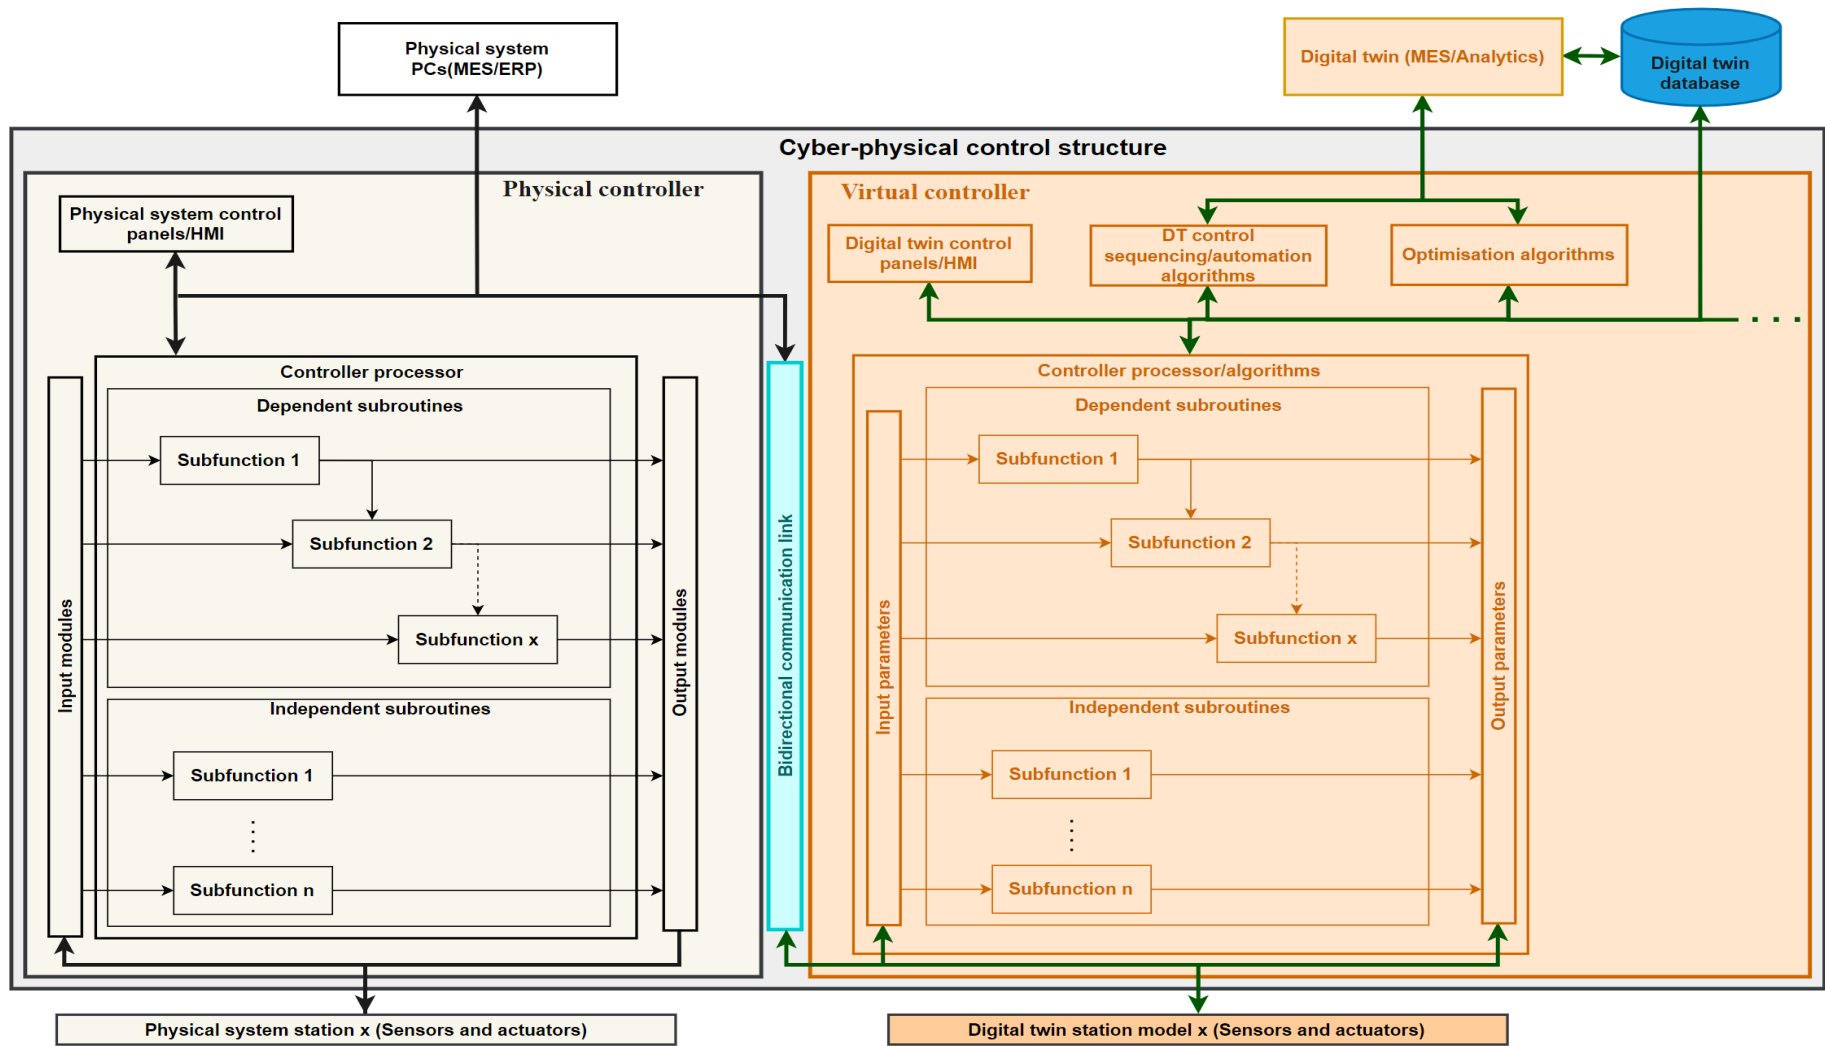 Physical system
PCs(MES/ERP)
Digital twin (MES/Analytics)
Digital twin
database
Cyber-physical control structure
Physical controller
Physical system control
panels/HMI
Controller processor
Dependent subroutines
Subfunction 1
Subfunction 2
Subfunction x
Independent subroutines
Subfunction 1
Subfunction n
Input modules
Output modules
Bidirectional communication link
Virtual controller
Digital twin control
panels/HMI
DT control
sequencing/automation
algorithms
Optimisation algorithms
Controller processor/algorithms
Dependent subroutines
Subfunction 1
Subfunction 2
Subfunction x
Independent subroutines
Subfunction 1
Subfunction n
Input parameters
Output parameters
Physical system station x (Sensors and actuators)
Digital twin station model x (Sensors and actuators)